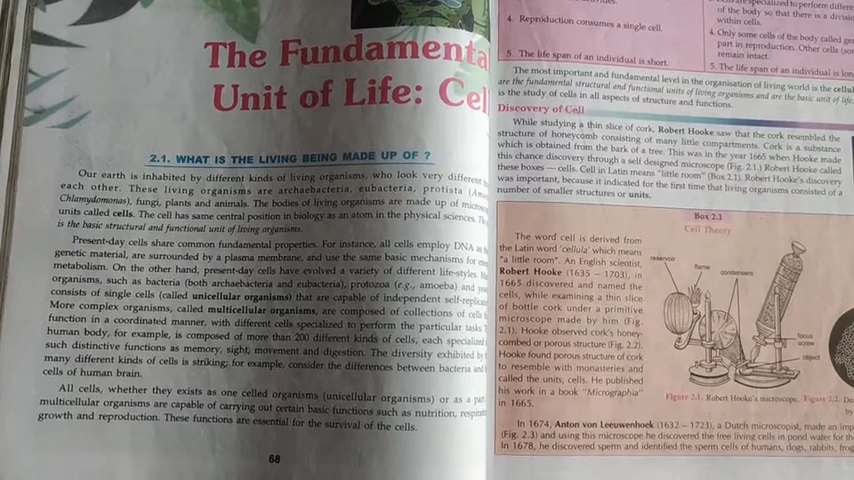 The Fundamenta
Unit of Life: Cel
2.1. WHAT IS THE LIVING BEING MADE UP OF ?
Our earth is inhabited by different kinds of living organisms, who look very different
each other. These living organisms are archaebacteria, eubacteria, protista
Chlamydomonas), fungi, plants and animals. The bodies of living organisms are made up of
units called cells. The cell has same central position in biology as an atom in the physical sciences.
is the basic structural and functional unit of living organisms.
Present-day cells share common fundamental properties. For instance, all cells employ DNA as
genetic material, are surrounded by a plasma membrane, and use the same basic mechanisms for
metabolism. On the other hand, present-day cells have evolved a variety of different life-styles.
organisms, such as bacteria (both archaebacteria and eubacteria), protozoa (e.g., amoeba) and
consists of single cells (called unicellular organisms) that are capable of independent self-replica
More complex organisms, called multicellular organisms, are composed of collections of cells
function in a coordinated manner, with different cells specialized to perform the particular tasks.
human body, for example, is composed of more than 200 different kinds of cells, each specialized
such distinctive functions as memory, sight, movement and digestion. The diversity exhibited by
many different kinds of cells is striking; for example, consider the differences between bacteria and
cells of human brain.
All cells, whether they exists as one celled organisms (unicellular organisms) or as a
multicellular organisms are capable of carrying out certain basic functions such as nutrition,
growth and reproduction. These functions are essential for the survival of the cells.
68
4. Reproduction consumes a single cell.
5. The life span of an individual is short.
are specialized to perform differe
of the body so that there is a divisi
within cells.
4. Only some cells of the body called
part in reproduction. Other cells
remain intact.
5. The life span of an individual is
The most important and fundamental level in the organisation of living world is the
are the fundamental structural and functional units of living organisms and are the basic unit of life.
is the study of cells in all aspects of structure and functions.
Discovery of Cell
While studying a thin slice of cork, Robert Hooke saw that the cork resembled the
structure of honeycomb consisting of many little compartments. Cork is a substance
which is obtained from the bark of a tree. This was in the year 1665 when Hooke made
this chance discovery through a self designed microscope (Fig. 2.1.) Robert Hooke called
these boxes — cells. Cell in Latin means "little room" (Box 2.1). Robert Hooke's discovery
was important, because it indicated for the first time that living organisms consisted of a
number of smaller structures or units.
Box 2.1
Cell Theory
The word cell is derived from
the Latin word 'cellula' which means
"a little room". An English scientist,
Robert Hooke (1635 – 1703), in
1665 discovered and named the
cells, while examining a thin slice
of bottle cork under a primitive
microscope made by him (Fig.
2.1). Hooke observed cork's honey-
combed or porous structure (Fig. 2.2).
Hooke found porous structure of cork
to resemble with monasteries and
called the units, cells. He published
his work in a book "Micrographia"
in 1665.
reservoir
flame
condensers
focus
screw
object
Figure 2.1. Robert Hooke's microscope.
Figure 2.2.
by
In 1674, Anton von Leeuwenhoek (1632 – 1723), a Dutch microscopist, made an imp
(Fig. 2.3) and using this microscope he discovered the free living cells in pond water for the
In 1678, he discovered sperm and identified the sperm cells of humans, dogs, rabbits, frog